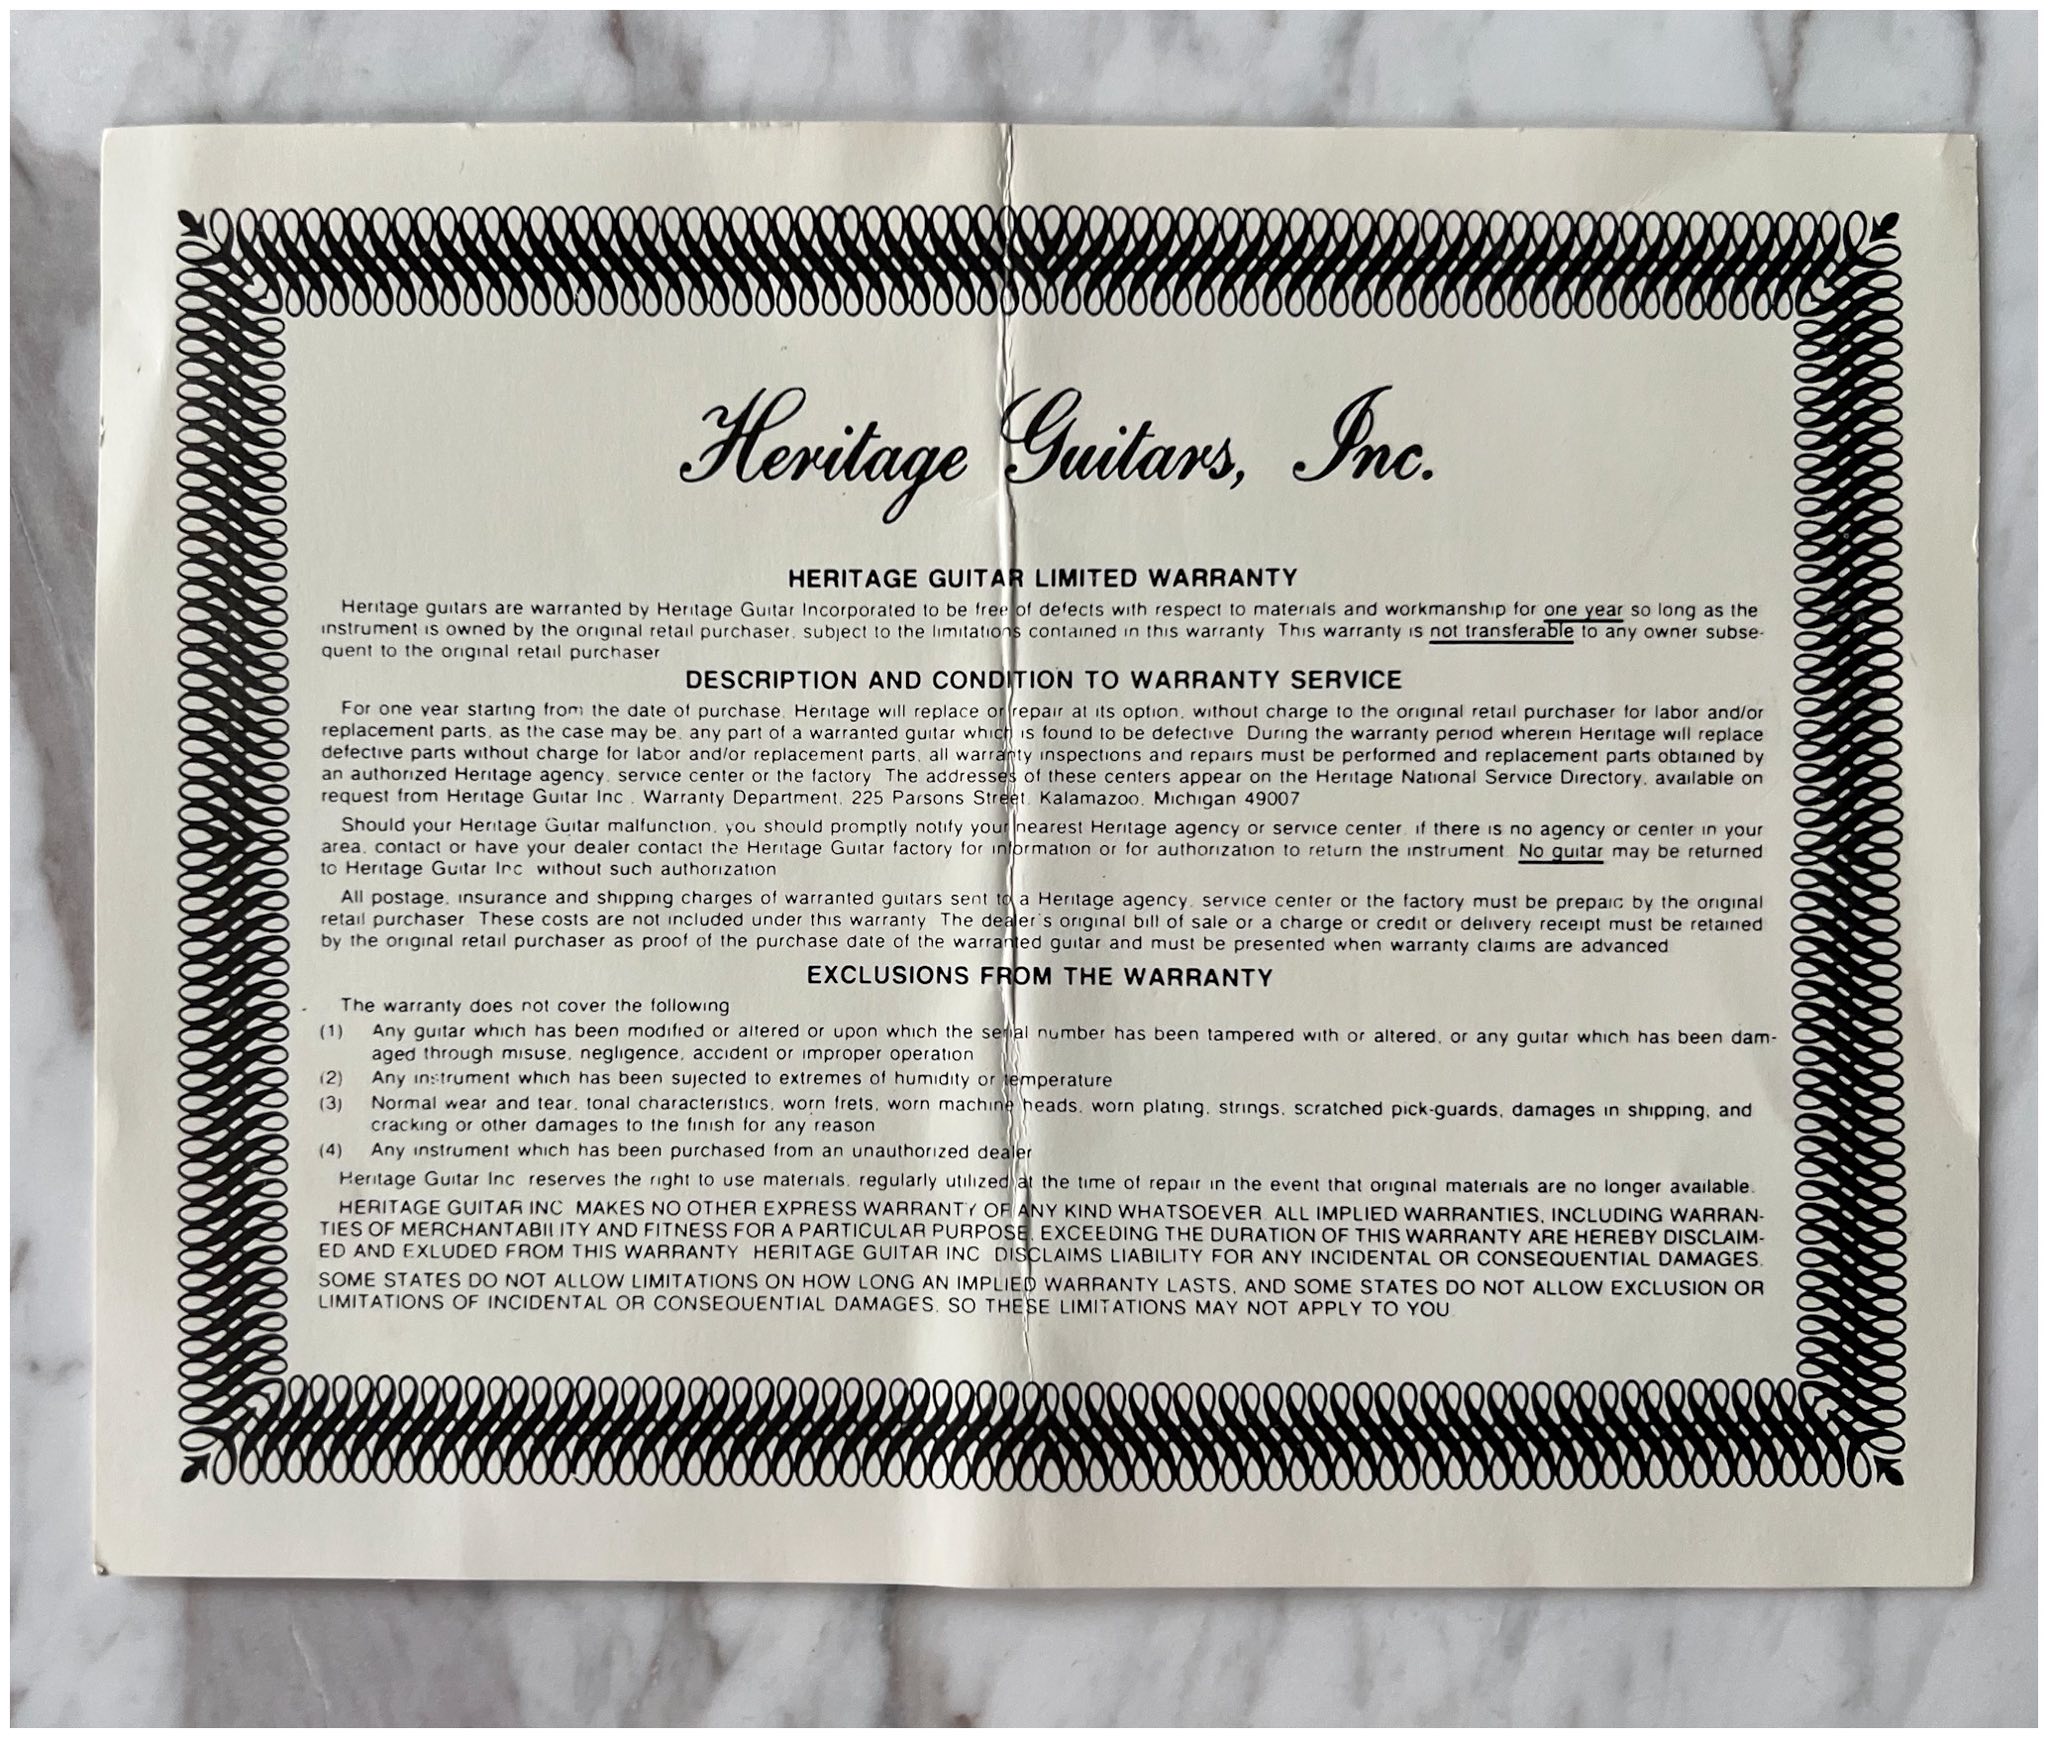 Heritage Guitars, Inc.
HERITAGE GUITAR LIMITED WARRANTY
Heritage guitars are warranted by Heritage Guitar Incorporated to be free of defects with respect to materials and workmanship for one year so long as the
instrument is owned by the original retail purchaser, subject to the limitations contained in this warranty This warranty is not transferable to any owner subse-
quent to the original retail purchaser
DESCRIPTION AND CONDITION TO WARRANTY SERVICE
For one year starting from the date of purchase, Heritage will replace or repair at its option, without charge to the original retail purchaser for labor and/or
replacement parts, as the case may be, any part of a warranted guitar which is found to be defective During the warranty period wherein Heritage will replace
defective parts without charge for labor and/or replacement parts, all warranty inspections and repairs must be performed and replacement parts obtained by
an authorized Heritage agency, service center or the factory The addresses of these centers appear on the Heritage National Service Directory, available on
request from Heritage Guitar Inc., Warranty Department, 225 Parsons Street, Kalamazoo, Michigan 49007
Should your Heritage Guitar malfunction, you should promptly notify your nearest Heritage agency or service center, if there is no agency or center in your
area, contact or have your dealer contact the Heritage Guitar factory for information or for authorization to return the instrument No guitar may be returned
to Heritage Guitar Inc without such authorization
All postage, insurance and shipping charges of warranted guitars sent to a Heritage agency, service center or the factory must be prepaid by the original
retail purchaser These costs are not included under this warranty The dealer's original bill of sale or a charge or credit or delivery receipt must be retained
by the original retail purchaser as proof of the purchase date of the warranted guitar and must be presented when warranty claims are advanced
EXCLUSIONS FROM THE WARRANTY
The warranty does not cover the following
(1) Any guitar which has been modified or altered or upon which the serial number has been tampered with or altered, or any guitar which has been dam-
aged through misuse, negligence, accident or improper operation
(2) Any instrument which has been sujected to extremes of humidity or temperature
(3) Normal wear and tear, tonal characteristics, worn frets, worn machine heads, worn plating, strings, scratched pick-guards, damages in shipping, and
cracking or other damages to the finish for any reason
(4) Any instrument which has been purchased from an unauthorized dealer
Heritage Guitar Inc reserves the right to use materials, regularly utilized at the time of repair in the event that original materials are no longer available.
HERITAGE GUITAR INC MAKES NO OTHER EXPRESS WARRANTY OF ANY KIND WHATSOEVER ALL IMPLIED WARRANTIES, INCLUDING WARRAN-
TIES OF MERCHANTABILITY AND FITNESS FOR A PARTICULAR PURPOSE, EXCEEDING THE DURATION OF THIS WARRANTY ARE HEREBY DISCLAIM-
ED AND EXLUDED FROM THIS WARRANTY HERITAGE GUITAR INC DISCLAIMS LIABILITY FOR ANY INCIDENTAL OR CONSEQUENTIAL DAMAGES.
SOME STATES DO NOT ALLOW LIMITATIONS ON HOW LONG AN IMPLIED WARRANTY LASTS, AND SOME STATES DO NOT ALLOW EXCLUSION OR
LIMITATIONS OF INCIDENTAL OR CONSEQUENTIAL DAMAGES, SO THESE LIMITATIONS MAY NOT APPLY TO YOU